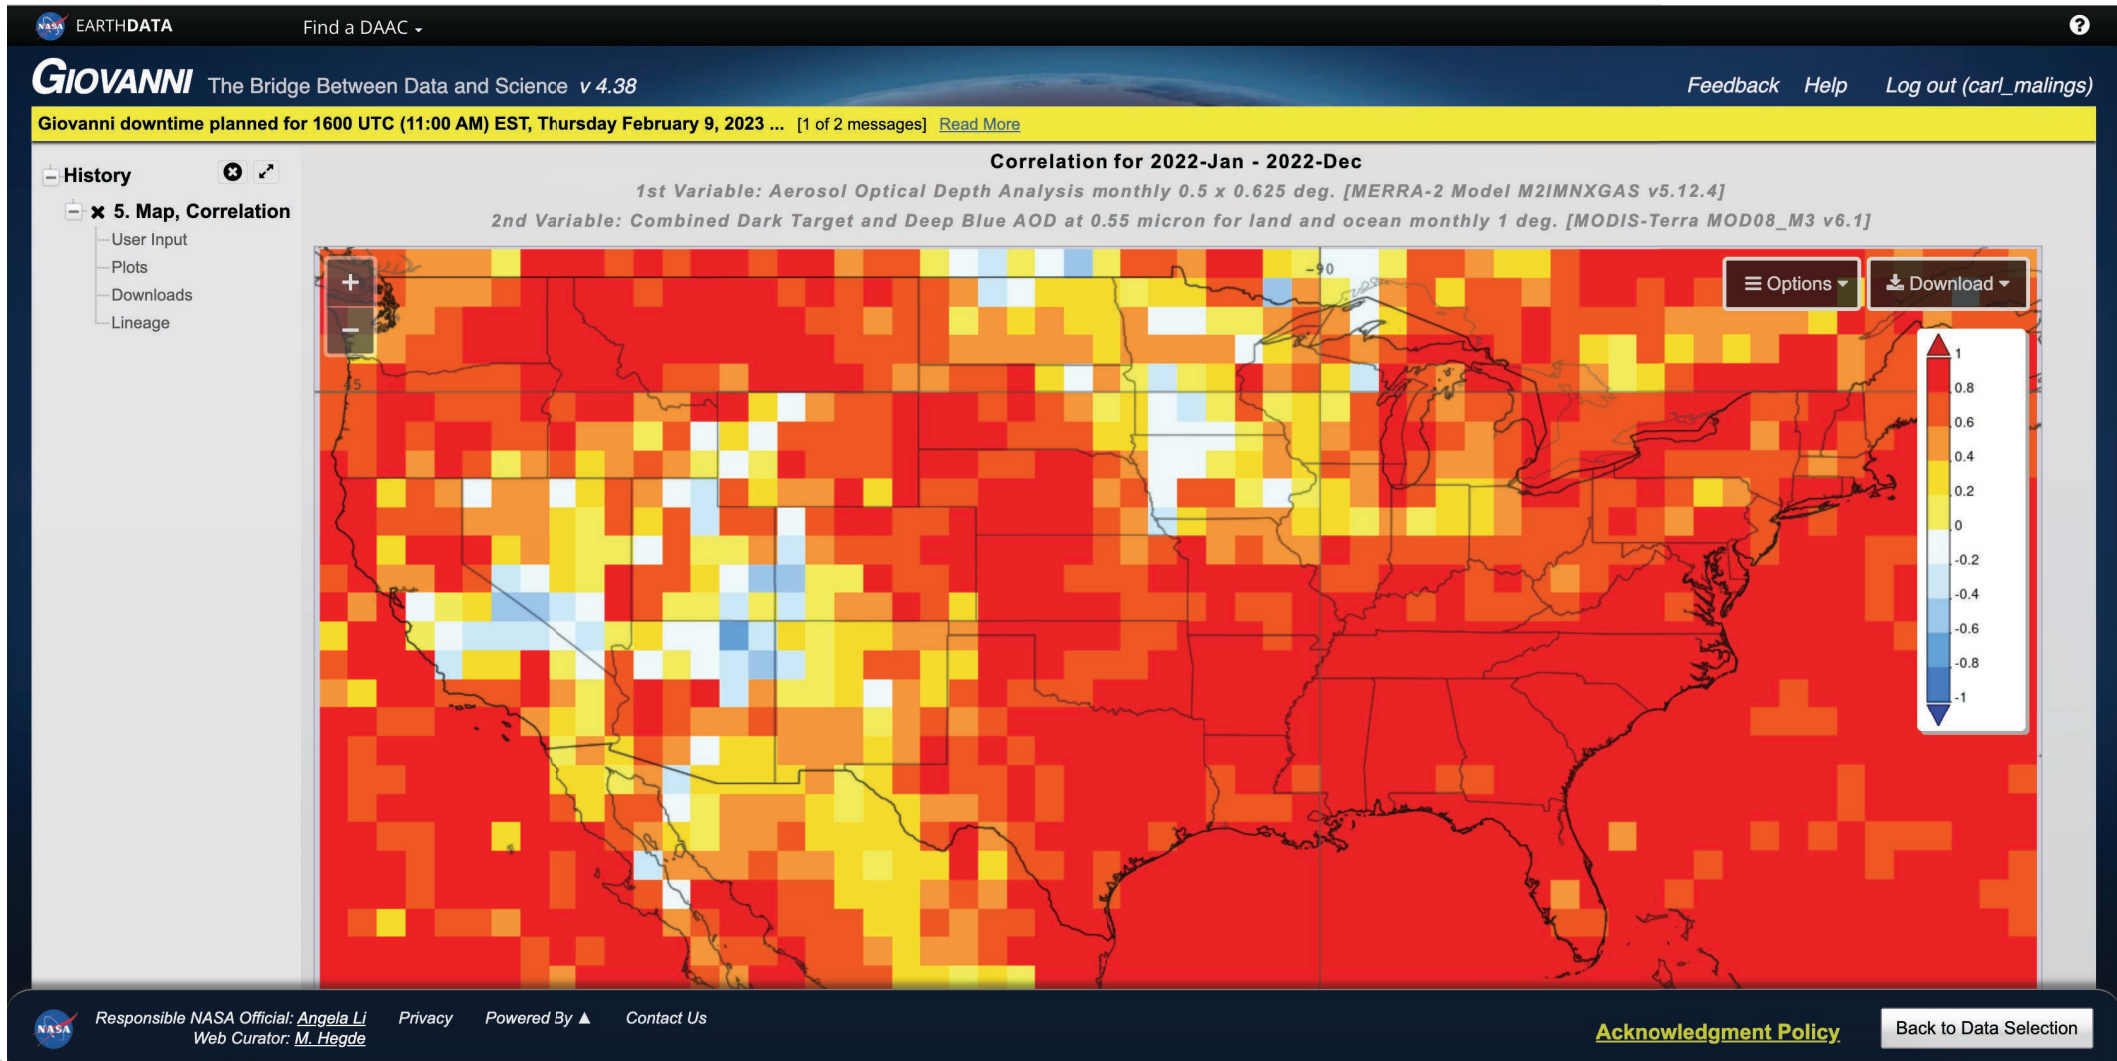 NASA EARTHDATA Find a DAAC ?
GIOVANNI The Bridge Between Data and Science v 4.38 Feedback Help Log out (carl_malings)
Giovanni downtime planned for 1600 UTC (11:00 AM) EST, Thursday February 9, 2023 ... [1 of 2 messages] Read More
History
5. Map, Correlation
User Input
Plots
Downloads
Lineage
Correlation for 2022-Jan - 2022-Dec
1st Variable: Aerosol Optical Depth Analysis monthly 0.5 x 0.625 deg. [MERRA-2 Model M2IMNXGAS v5.12.4]
2nd Variable: Combined Dark Target and Deep Blue AOD at 0.55 micron for land and ocean monthly 1 deg. [MODIS-Terra MOD08_M3 v6.1]
+
−
-90
45
Options
Download
1
0.8
0.6
0.4
0.2
0
-0.2
-0.4
-0.6
-0.8
-1
NASA
Responsible NASA Official: Angela Li Privacy Powered By ▲ Contact Us
Web Curator: M. Hegde
Acknowledgment Policy
Back to Data Selection